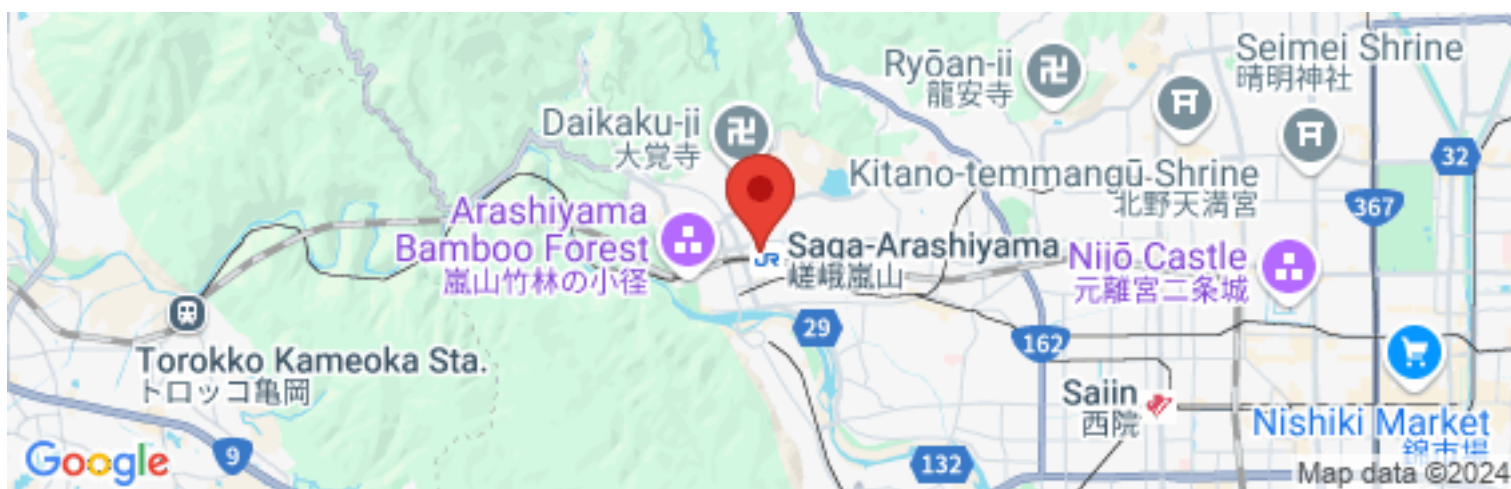 Seimei Shrine
晴明神社
Ryōan-ji
龍安寺
Daikaku-ji
大覚寺
32
Kitano-temmangū Shrine
北野天満宮
367
Arashiyama
Bamboo Forest
嵐山竹林の小径
JR
Saga-Arashiyama
嵯峨嵐山
Nijō Castle
元離宮二条城
29
162
Torokko Kameoka Sta.
トロッコ亀岡
Saiin
西院
Nishiki Market
錦市場
9
132
Google
Map data ©2024